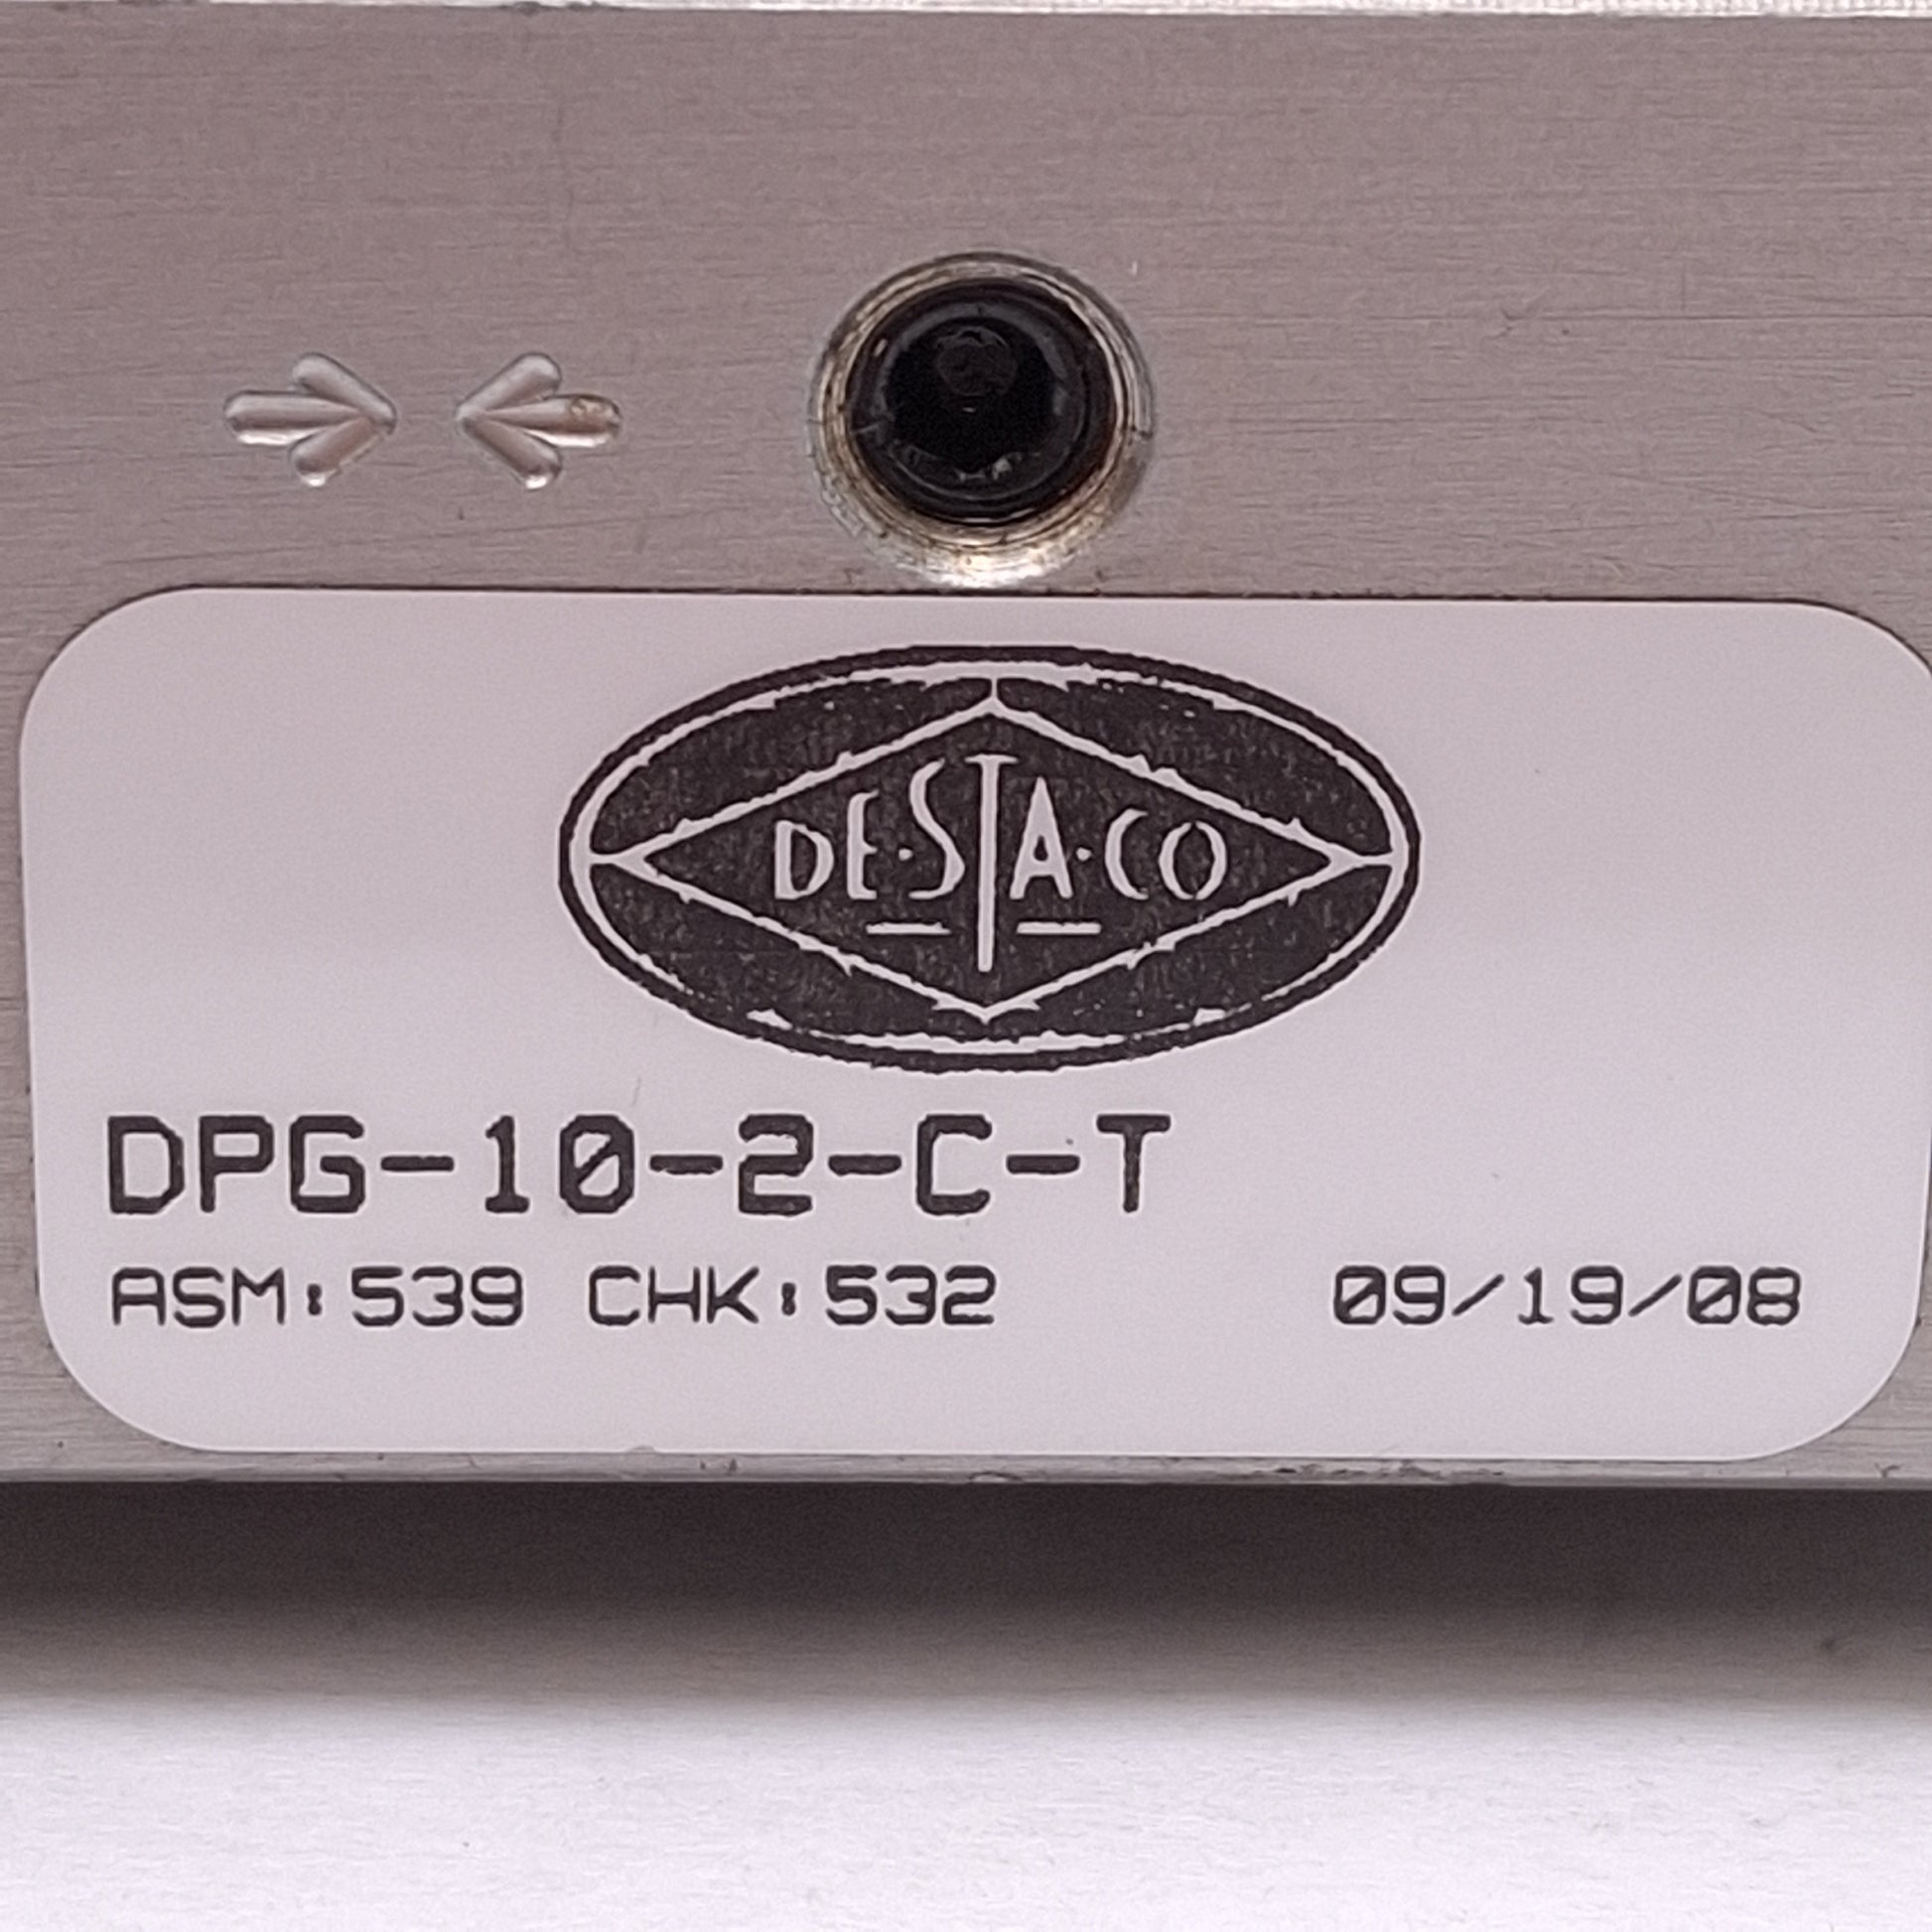 DE·STA·CO
DPG-10-2-C-T
ASM:539 CHK:532 09/19/08